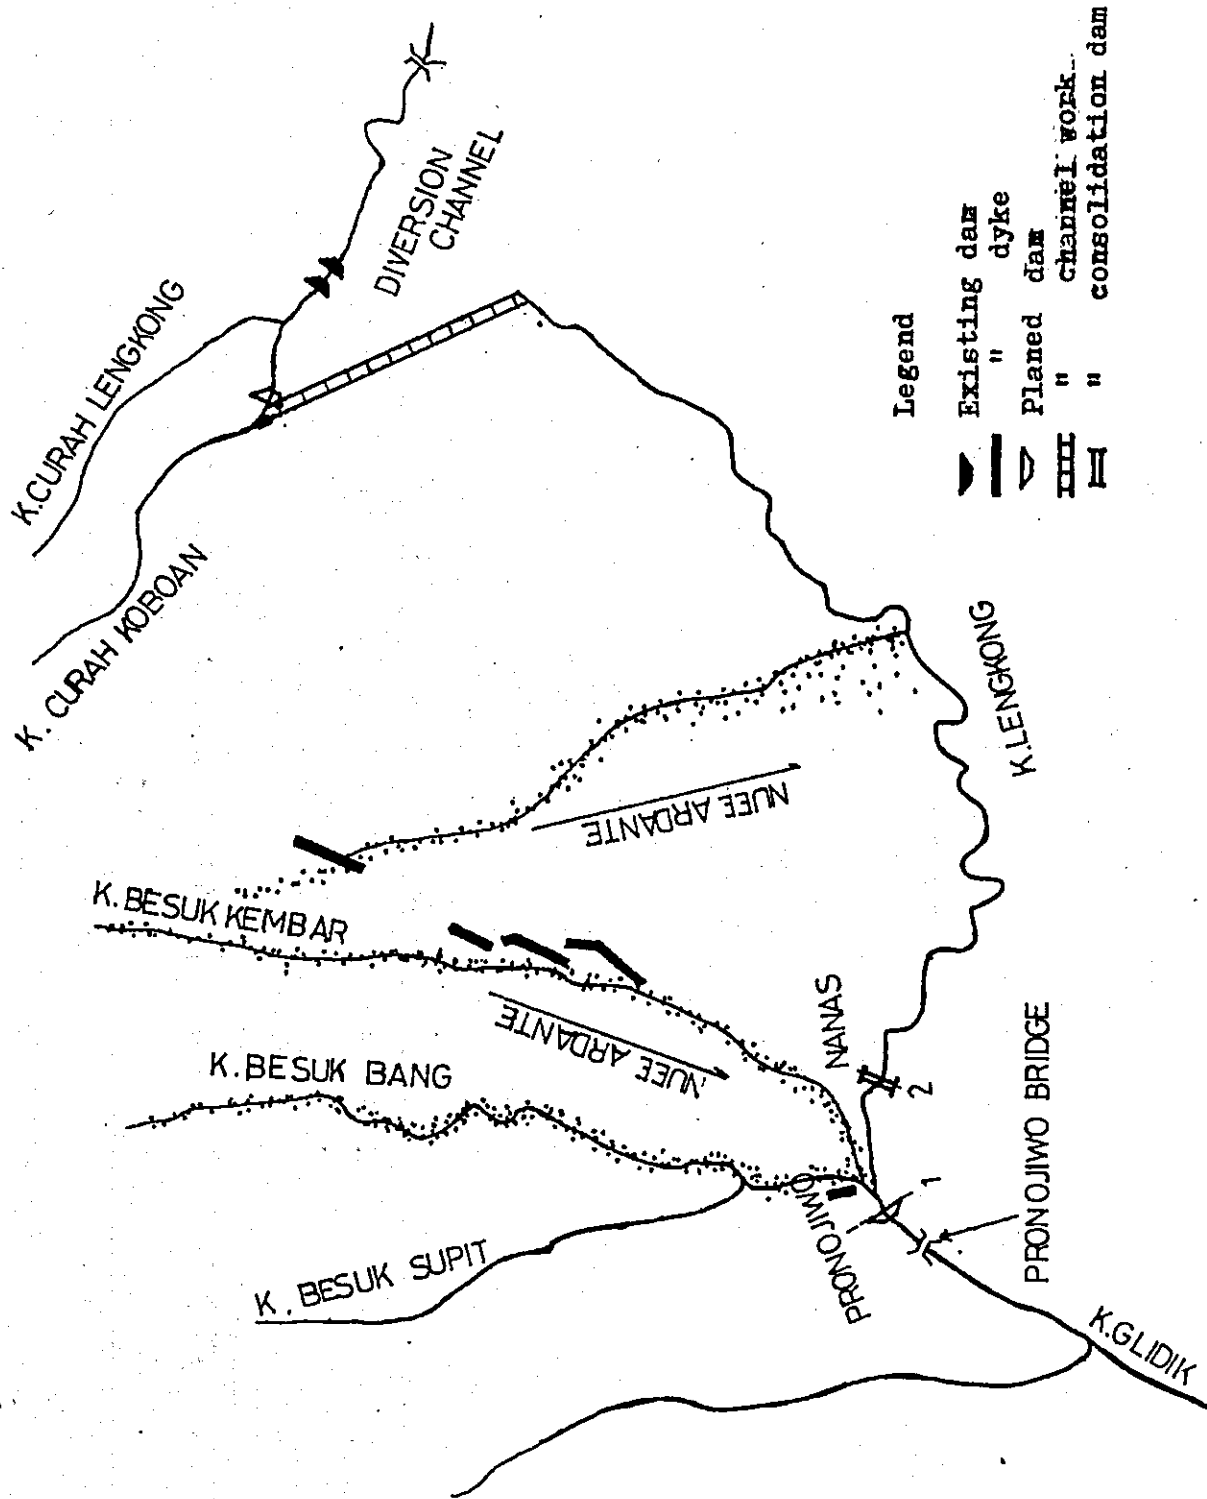 K.CURAH LENGKONG
K. CURAH KOBOAN
DIVERSION
CHANNEL
K. BESUK KEMBAR
NUEE ARDANTE
NUEE ARDANTE
K.BESUK BANG
K. BESUK SUPIT
K.LENGKONG
NANAS
2
PRONOJIWO
1
PRONOJIWO BRIDGE
K.GLIDIK
Legend
Existing dam
" dyke
Planed dam
" channel work
" consolidation dam